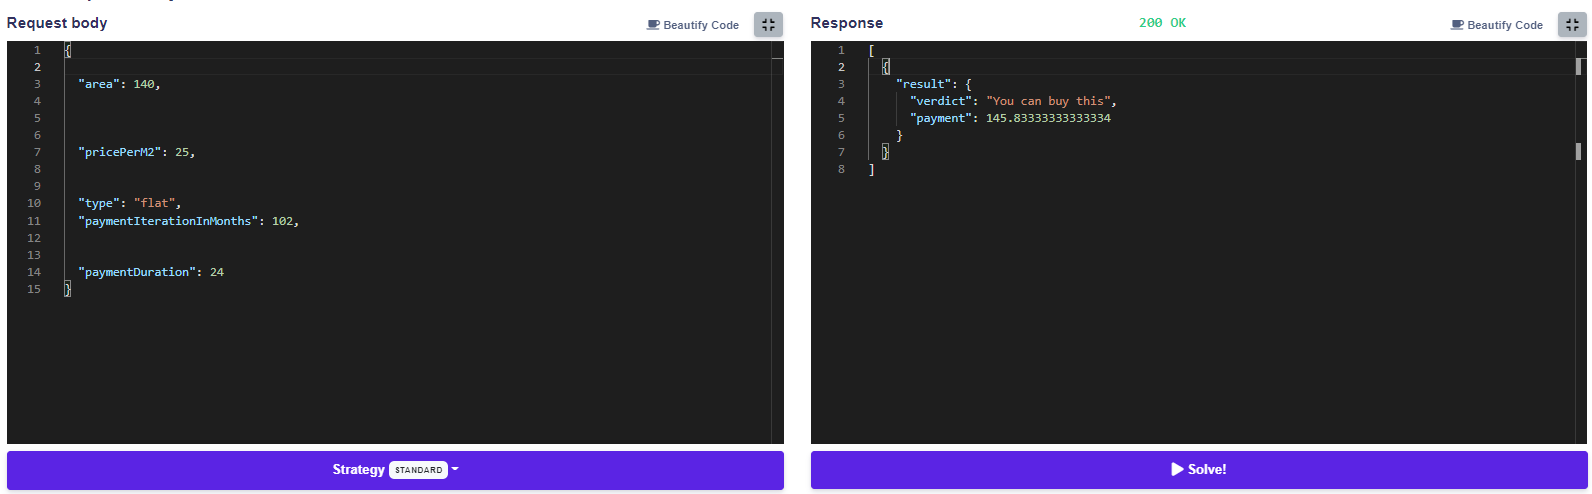 Request body
Beautify Code
1 {
2
3 "area": 140,
4
5
6
7 "pricePerM2": 25,
8
9
10 "type": "flat",
11 "paymentIterationInMonths": 102,
12
13
14 "paymentDuration": 24
15 }
Strategy STANDARD
Response
200 OK
Beautify Code
1 [
2 {
3 "result": {
4 "verdict": "You can buy this",
5 "payment": 145.83333333333334
6 }
7 }
8 ]
Solve!